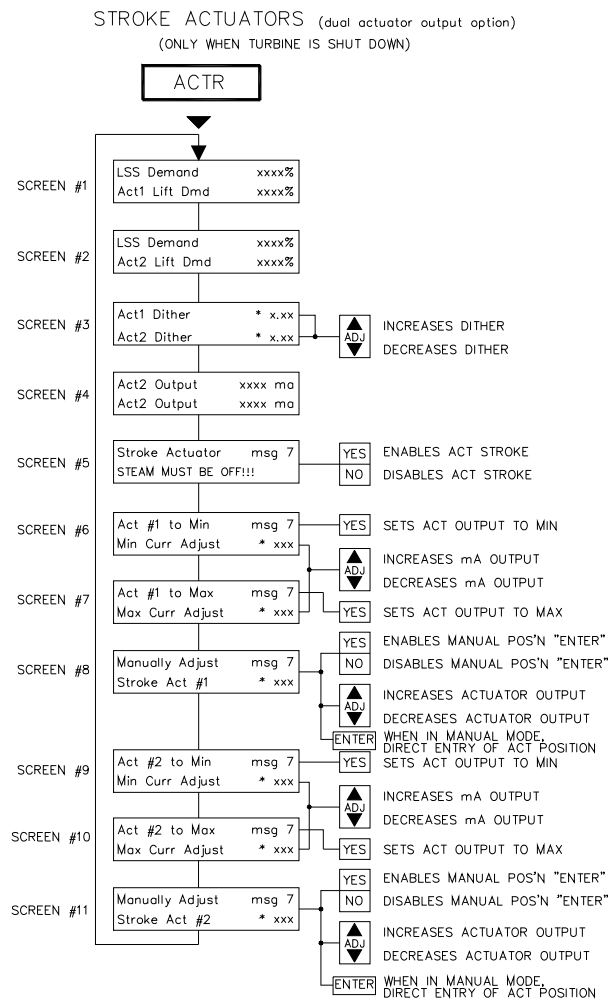 STROKE ACTUATORS (dual actuator output option)
(ONLY WHEN TURBINE IS SHUT DOWN)
ACTR
SCREEN #1
LSS Demand xxxx%
Act1 Lift Dmd xxxx%
SCREEN #2
LSS Demand xxxx%
Act2 Lift Dmd xxxx%
SCREEN #3
Act1 Dither * x.xx
Act2 Dither * x.xx
ADJ
INCREASES DITHER
DECREASES DITHER
SCREEN #4
Act2 Output xxxx ma
Act2 Output xxxx ma
SCREEN #5
Stroke Actuator msg 7
STEAM MUST BE OFF!!!
YES ENABLES ACT STROKE
NO DISABLES ACT STROKE
SCREEN #6
Act #1 to Min msg 7
Min Curr Adjust * xxx
YES SETS ACT OUTPUT TO MIN
ADJ
INCREASES mA OUTPUT
DECREASES mA OUTPUT
SCREEN #7
Act #1 to Max msg 7
Max Curr Adjust * xxx
YES SETS ACT OUTPUT TO MAX
SCREEN #8
Manually Adjust msg 7
Stroke Act #1 * xxx
YES ENABLES MANUAL POS'N "ENTER"
NO DISABLES MANUAL POS'N "ENTER"
ADJ
INCREASES ACTUATOR OUTPUT
DECREASES ACTUATOR OUTPUT
ENTER WHEN IN MANUAL MODE,
DIRECT ENTRY OF ACT POSITION
SCREEN #9
Act #2 to Min msg 7
Min Curr Adjust * xxx
YES SETS ACT OUTPUT TO MIN
ADJ
INCREASES mA OUTPUT
DECREASES mA OUTPUT
SCREEN #10
Act #2 to Max msg 7
Max Curr Adjust * xxx
YES SETS ACT OUTPUT TO MAX
SCREEN #11
Manually Adjust msg 7
Stroke Act #2 * xxx
YES ENABLES MANUAL POS'N "ENTER"
NO DISABLES MANUAL POS'N "ENTER"
ADJ
INCREASES ACTUATOR OUTPUT
DECREASES ACTUATOR OUTPUT
ENTER WHEN IN MANUAL MODE,
DIRECT ENTRY OF ACT POSITION